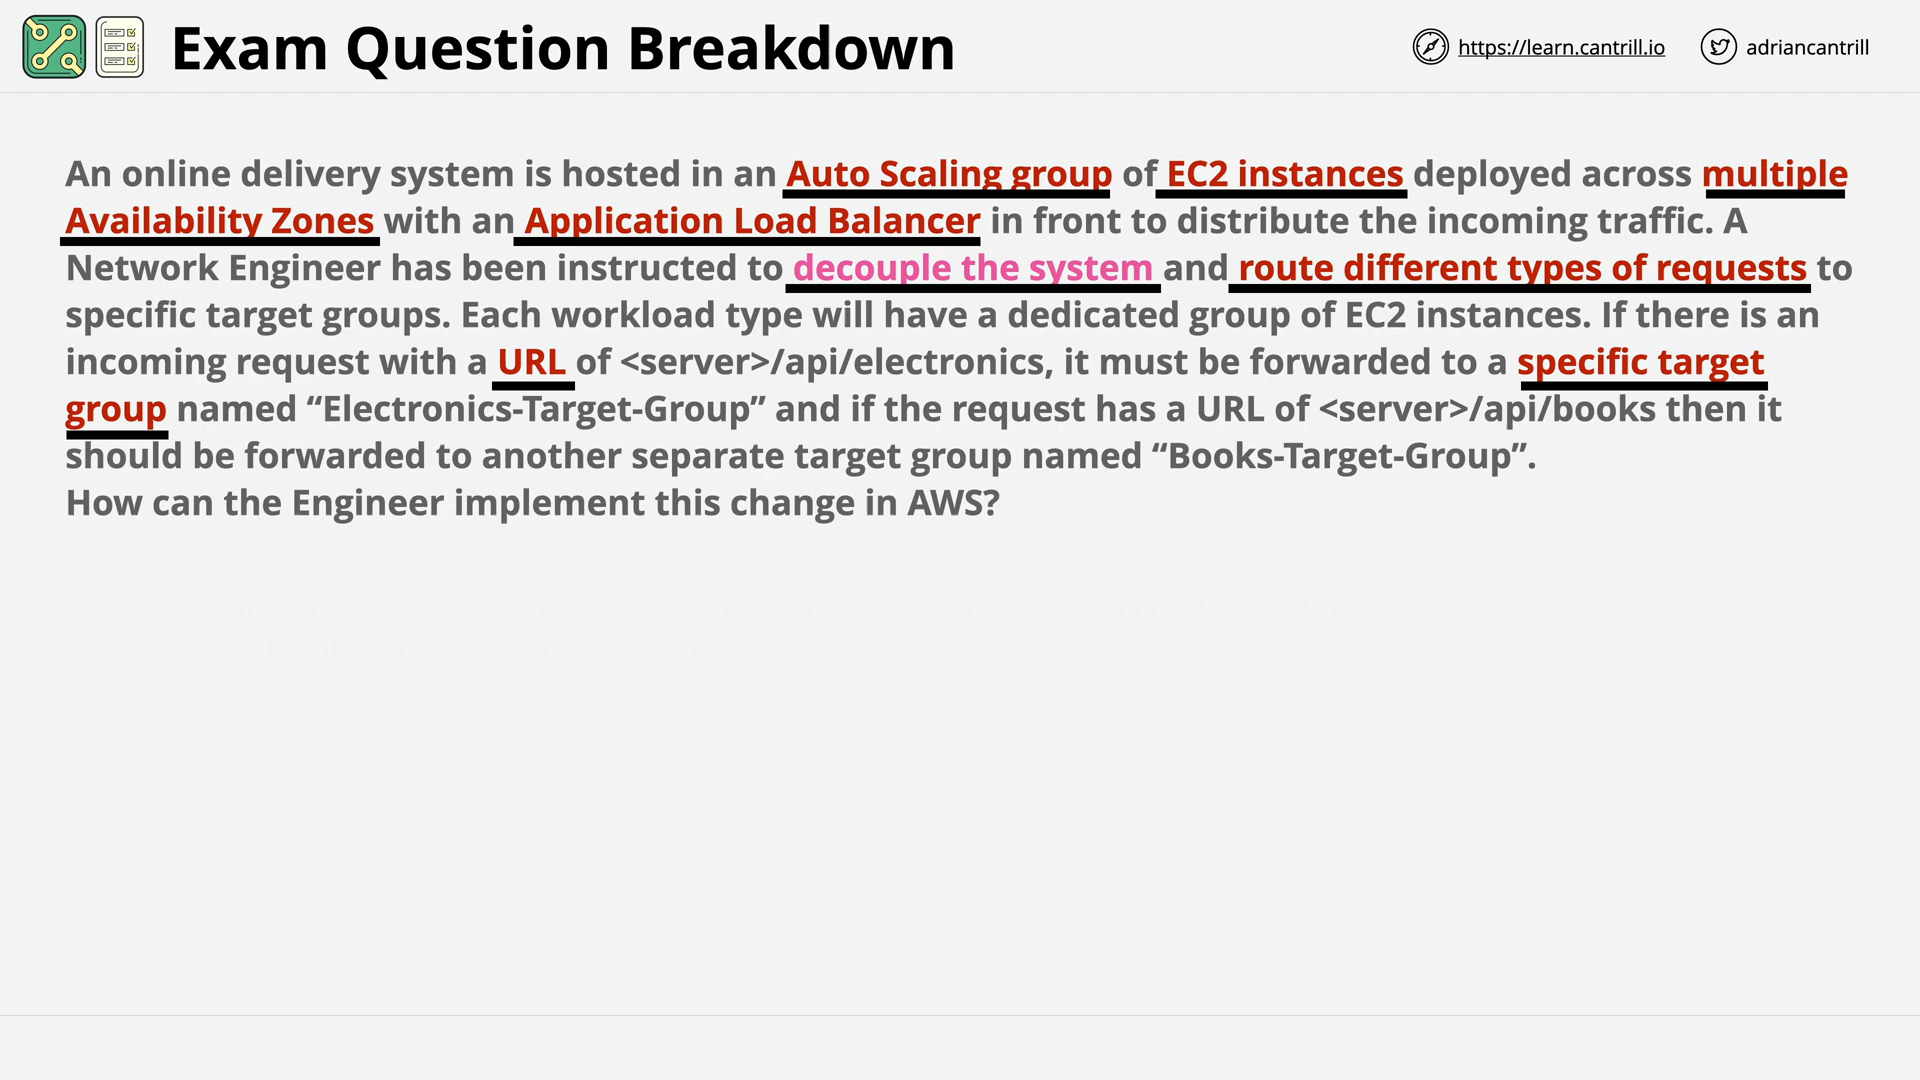 Exam Question Breakdown
https://learn.cantrill.io
adriancantrill
An online delivery system is hosted in an Auto Scaling group of EC2 instances deployed across multiple
Availability Zones with an Application Load Balancer in front to distribute the incoming traffic. A
Network Engineer has been instructed to decouple the system and route different types of requests to
specific target groups. Each workload type will have a dedicated group of EC2 instances. If there is an
incoming request with a URL of <server>/api/electronics, it must be forwarded to a specific target
group named “Electronics-Target-Group” and if the request has a URL of <server>/api/books then it
should be forwarded to another separate target group named “Books-Target-Group”.
How can the Engineer implement this change in AWS?